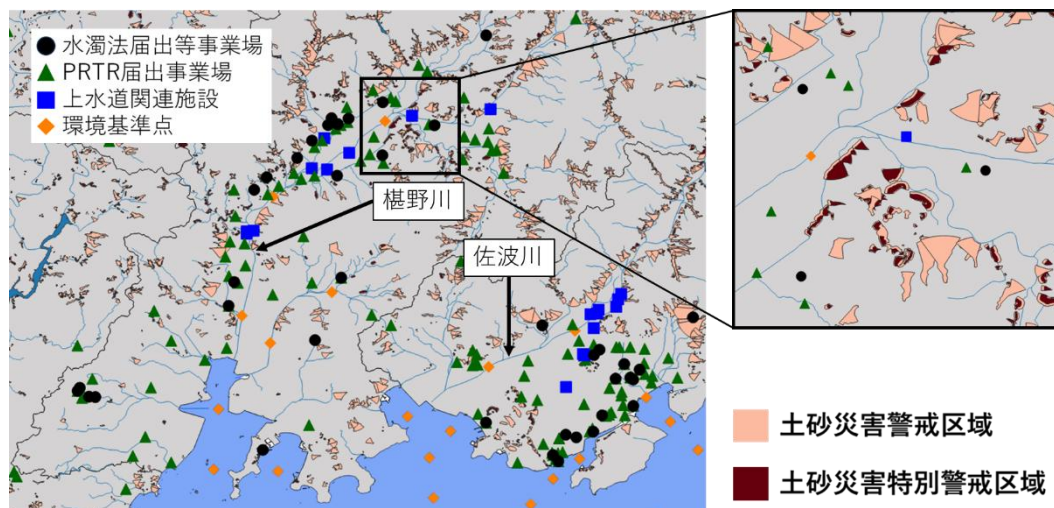 水濁法届出等事業場
PRTR届出事業場
上水道関連施設
環境基準点
椹野川
佐波川
土砂災害警戒区域
土砂災害特別警戒区域